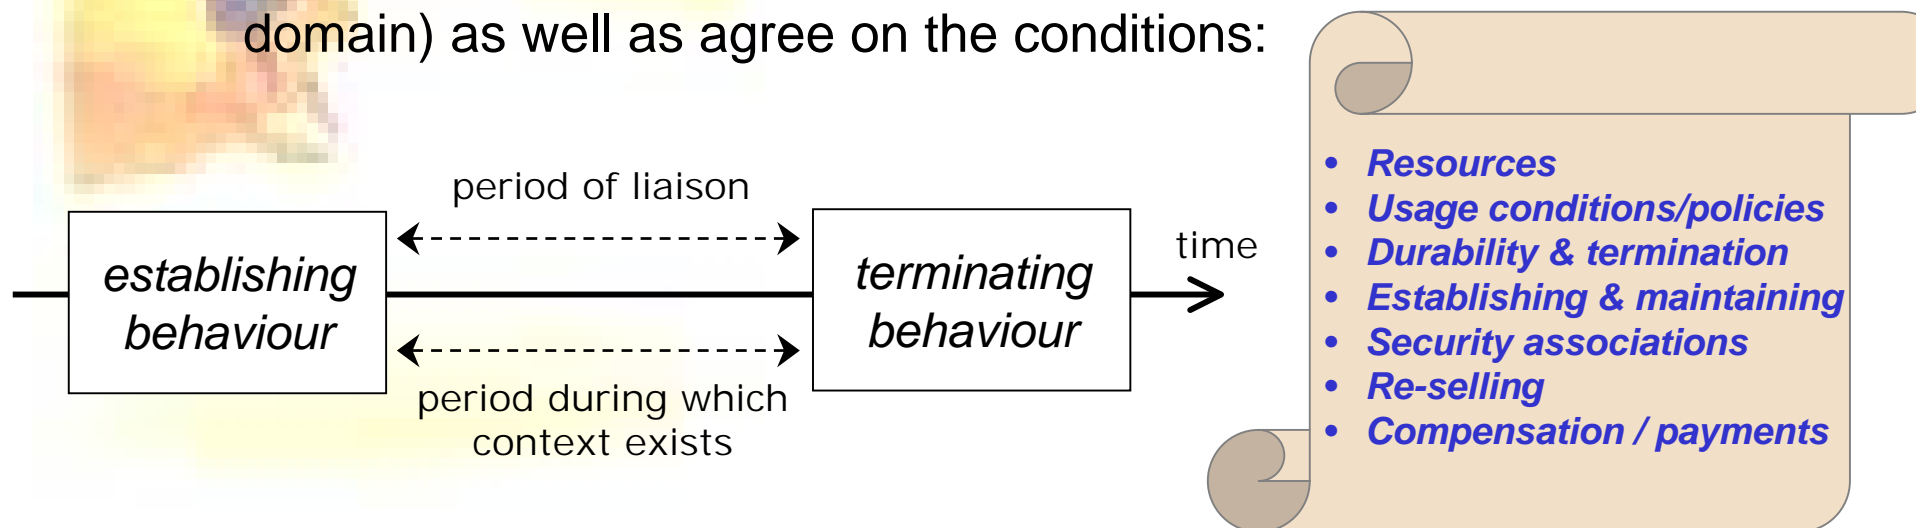 domain) as well as agree on the conditions:
period of liaison
establishing
behaviour
terminating
behaviour
time
period during which
context exists
• Resources
• Usage conditions/policies
• Durability & termination
• Establishing & maintaining
• Security associations
• Re-selling
• Compensation / payments